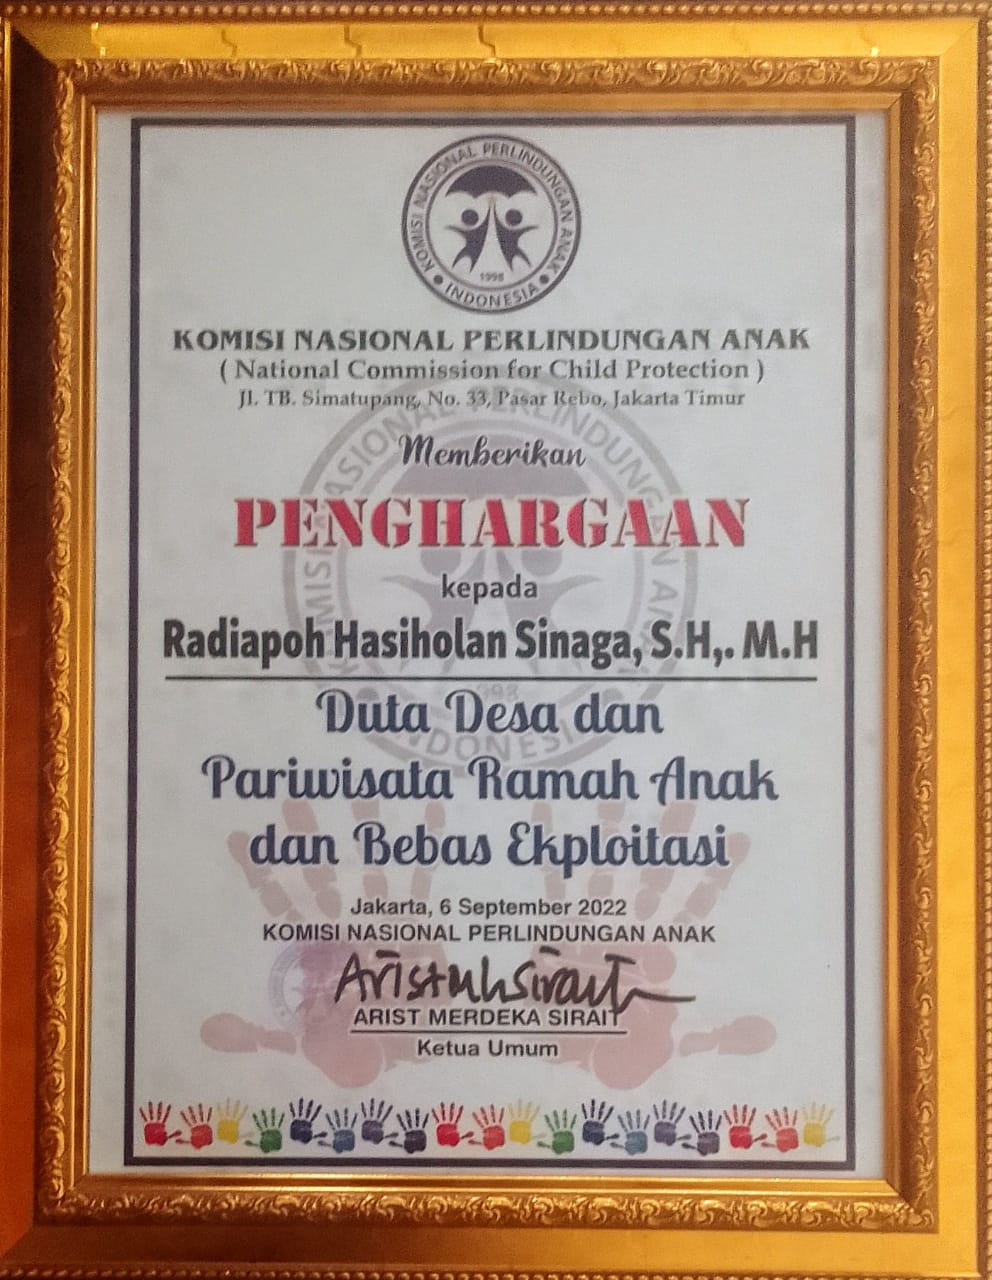 KOMISI NASIONAL PERLINDUNGAN ANAK
1998
INDONESIA
KOMISI NASIONAL PERLINDUNGAN ANAK
( National Commission for Child Protection )
Jl. TB. Simatupang, No. 33, Pasar Rebo, Jakarta Timur
Memberikan
PENGHARGAAN
kepada
Radiapoh Hasiholan Sinaga, S.H,. M.H
Duta Desa dan
Pariwisata Ramah Anak
dan Bebas Ekploitasi
Jakarta, 6 September 2022
KOMISI NASIONAL PERLINDUNGAN ANAK
ARIST MERDEKA SIRAIT
Ketua Umum